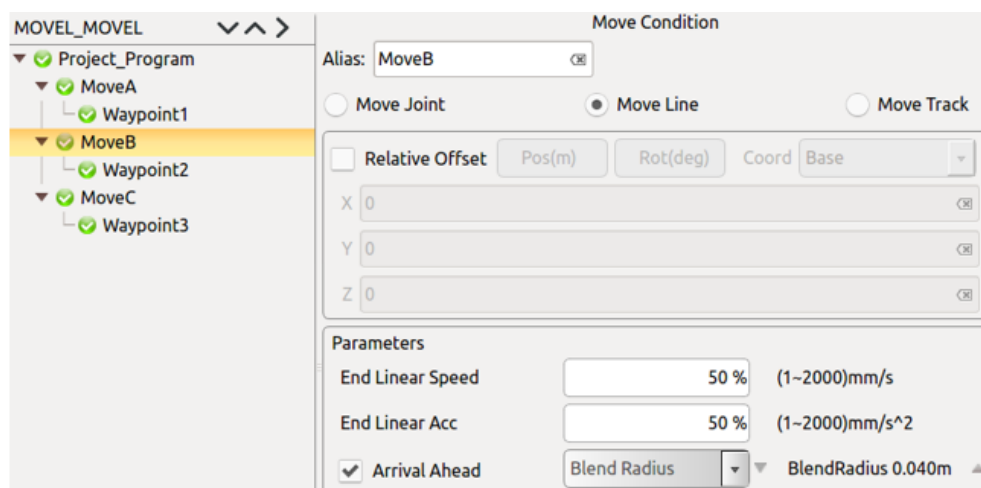 MOVEL_MOVEL
Project_Program
MoveA
Waypoint1
MoveB
Waypoint2
MoveC
Waypoint3
Move Condition
Alias: MoveB
Move Joint Move Line Move Track
Relative Offset Pos(m) Rot(deg) Coord Base
X 0
Y 0
Z 0
Parameters
End Linear Speed 50 % (1~2000)mm/s
End Linear Acc 50 % (1~2000)mm/s^2
Arrival Ahead Blend Radius BlendRadius 0.040m